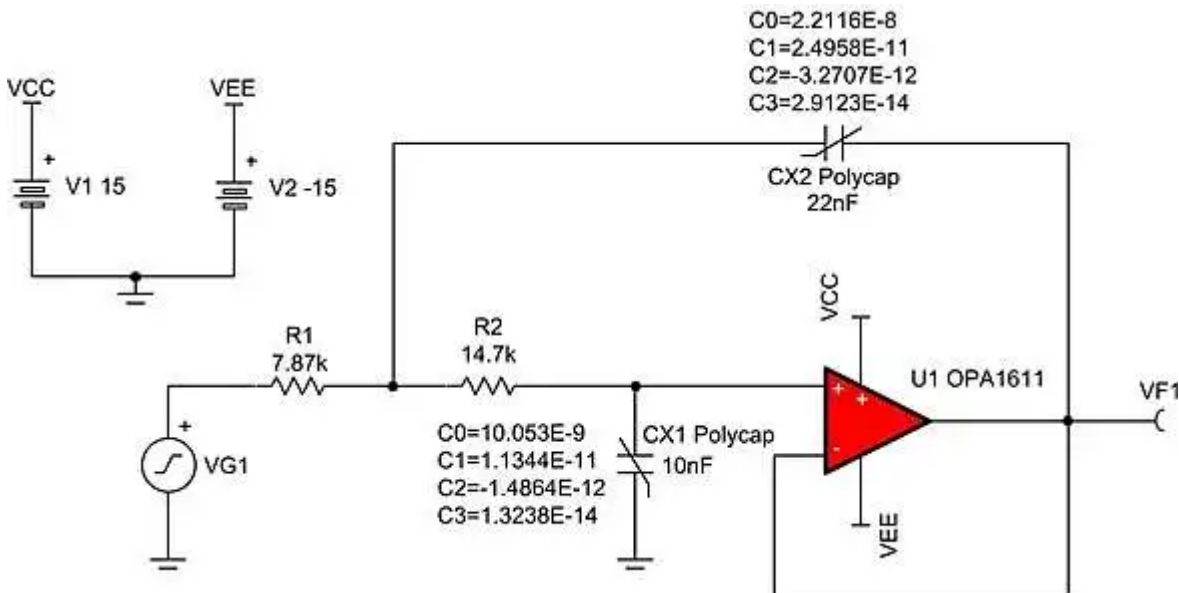 C0=2.2116E-8
C1=2.4958E-11
C2=-3.2707E-12
C3=2.9123E-14
CX2 Polycap
22nF
VCC
VEE
+
+
V1 15
V2 -15
R1
7.87k
R2
14.7k
VCC
U1 OPA1611
VF1
+
+
-
+
VG1
C0=10.053E-9
C1=1.1344E-11
C2=-1.4864E-12
C3=1.3238E-14
CX1 Polycap
10nF
VEE